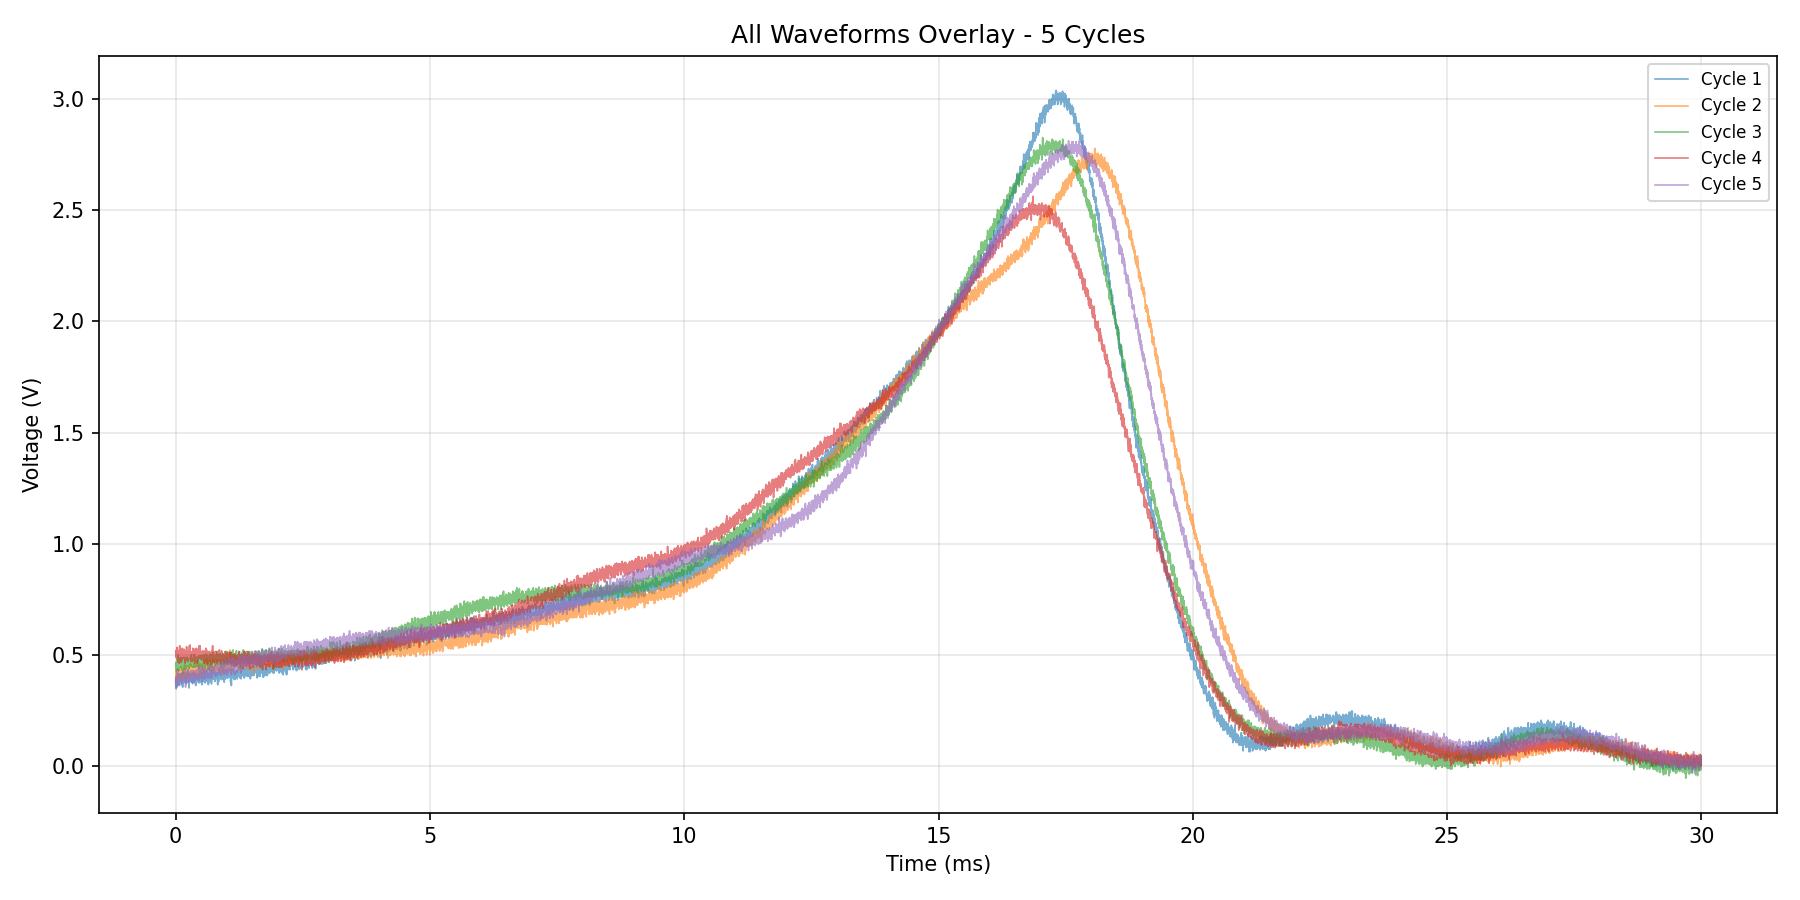 All Waveforms Overlay - 5 Cycles
Voltage (V)
3.0
2.5
2.0
1.5
1.0
0.5
0.0
0
5
10
15
20
25
30
Time (ms)
Cycle 1
Cycle 2
Cycle 3
Cycle 4
Cycle 5